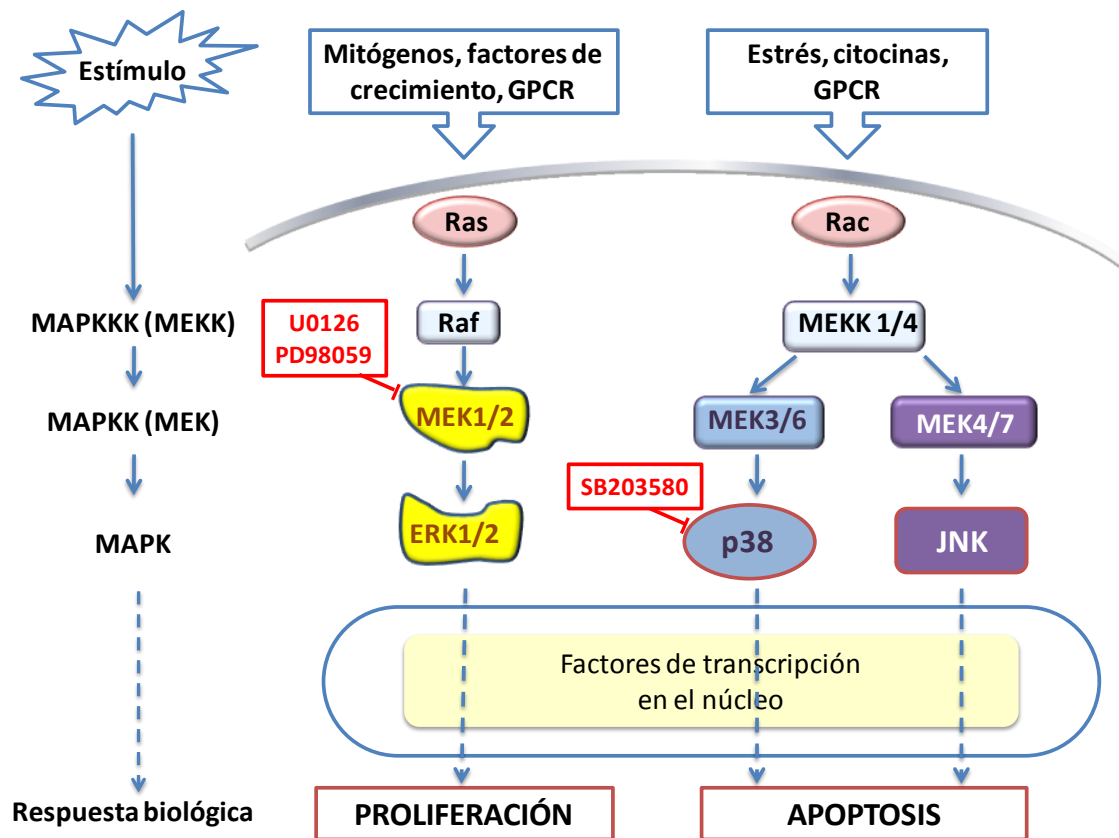 Estímulo
Mitógenos, factores de
crecimiento, GPCR
Estrés, citocinas,
GPCR
Ras
Rac
MAPKKK (MEKK)
U0126
PD98059
Raf
MEKK 1/4
MAPKK (MEK)
MEK1/2
MEK3/6
MEK4/7
SB203580
MAPK
ERK1/2
p38
JNK
Factores de transcripción
en el núcleo
Respuesta biológica
PROLIFERACIÓN
APOPTOSIS